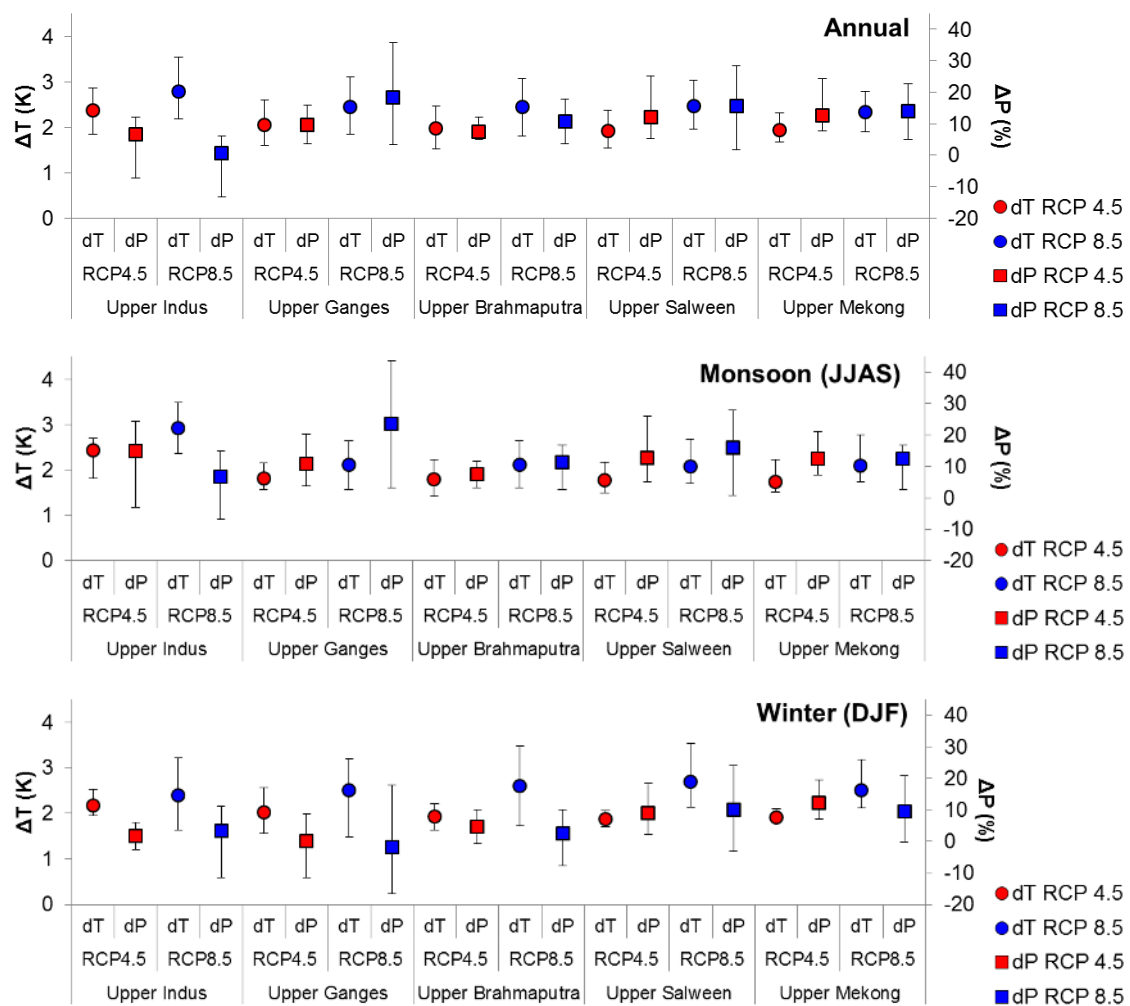 Annual
4
3
2
1
0
ΔT (K)
40
30
20
10
0
-10
-20
ΔP (%)
dT dP dT dP dT dP dT dP dT dP dT dP dT dP dT dP dT dP dT dP
RCP4.5 RCP8.5 RCP4.5 RCP8.5 RCP4.5 RCP8.5 RCP4.5 RCP8.5 RCP4.5 RCP8.5
Upper Indus Upper Ganges Upper Brahmaputra Upper Salween Upper Mekong
dT RCP 4.5
dT RCP 8.5
dP RCP 4.5
dP RCP 8.5
Monsoon (JJAS)
4
3
2
1
0
ΔT (K)
40
30
20
10
0
-10
-20
ΔP (%)
dT dP dT dP dT dP dT dP dT dP dT dP dT dP dT dP dT dP dT dP
RCP4.5 RCP8.5 RCP4.5 RCP8.5 RCP4.5 RCP8.5 RCP4.5 RCP8.5 RCP4.5 RCP8.5
Upper Indus Upper Ganges Upper Brahmaputra Upper Salween Upper Mekong
dT RCP 4.5
dT RCP 8.5
dP RCP 4.5
dP RCP 8.5
Winter (DJF)
4
3
2
1
0
ΔT (K)
40
30
20
10
0
-10
-20
ΔP (%)
dT dP dT dP dT dP dT dP dT dP dT dP dT dP dT dP dT dP dT dP
RCP4.5 RCP8.5 RCP4.5 RCP8.5 RCP4.5 RCP8.5 RCP4.5 RCP8.5 RCP4.5 RCP8.5
Upper Indus Upper Ganges Upper Brahmaputra Upper Salween Upper Mekong
dT RCP 4.5
dT RCP 8.5
dP RCP 4.5
dP RCP 8.5